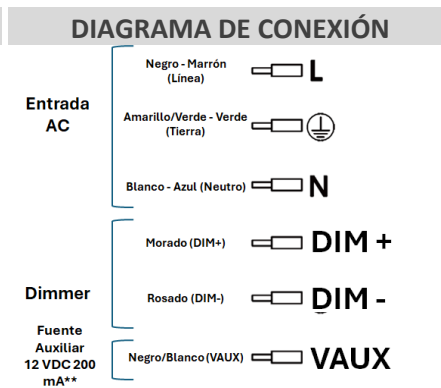 DIAGRAMA DE CONEXIÓN
Entrada
AC
Negro - Marrón
(Línea)
L
Amarillo/Verde - Verde
(Tierra)
Blanco - Azul (Neutro)
N
Dimmer
Morado (DIM+)
DIM +
Rosado (DIM-)
DIM -
Fuente
Auxiliar
12 VDC 200
mA**
Negro/Blanco (VAUX)
VAUX